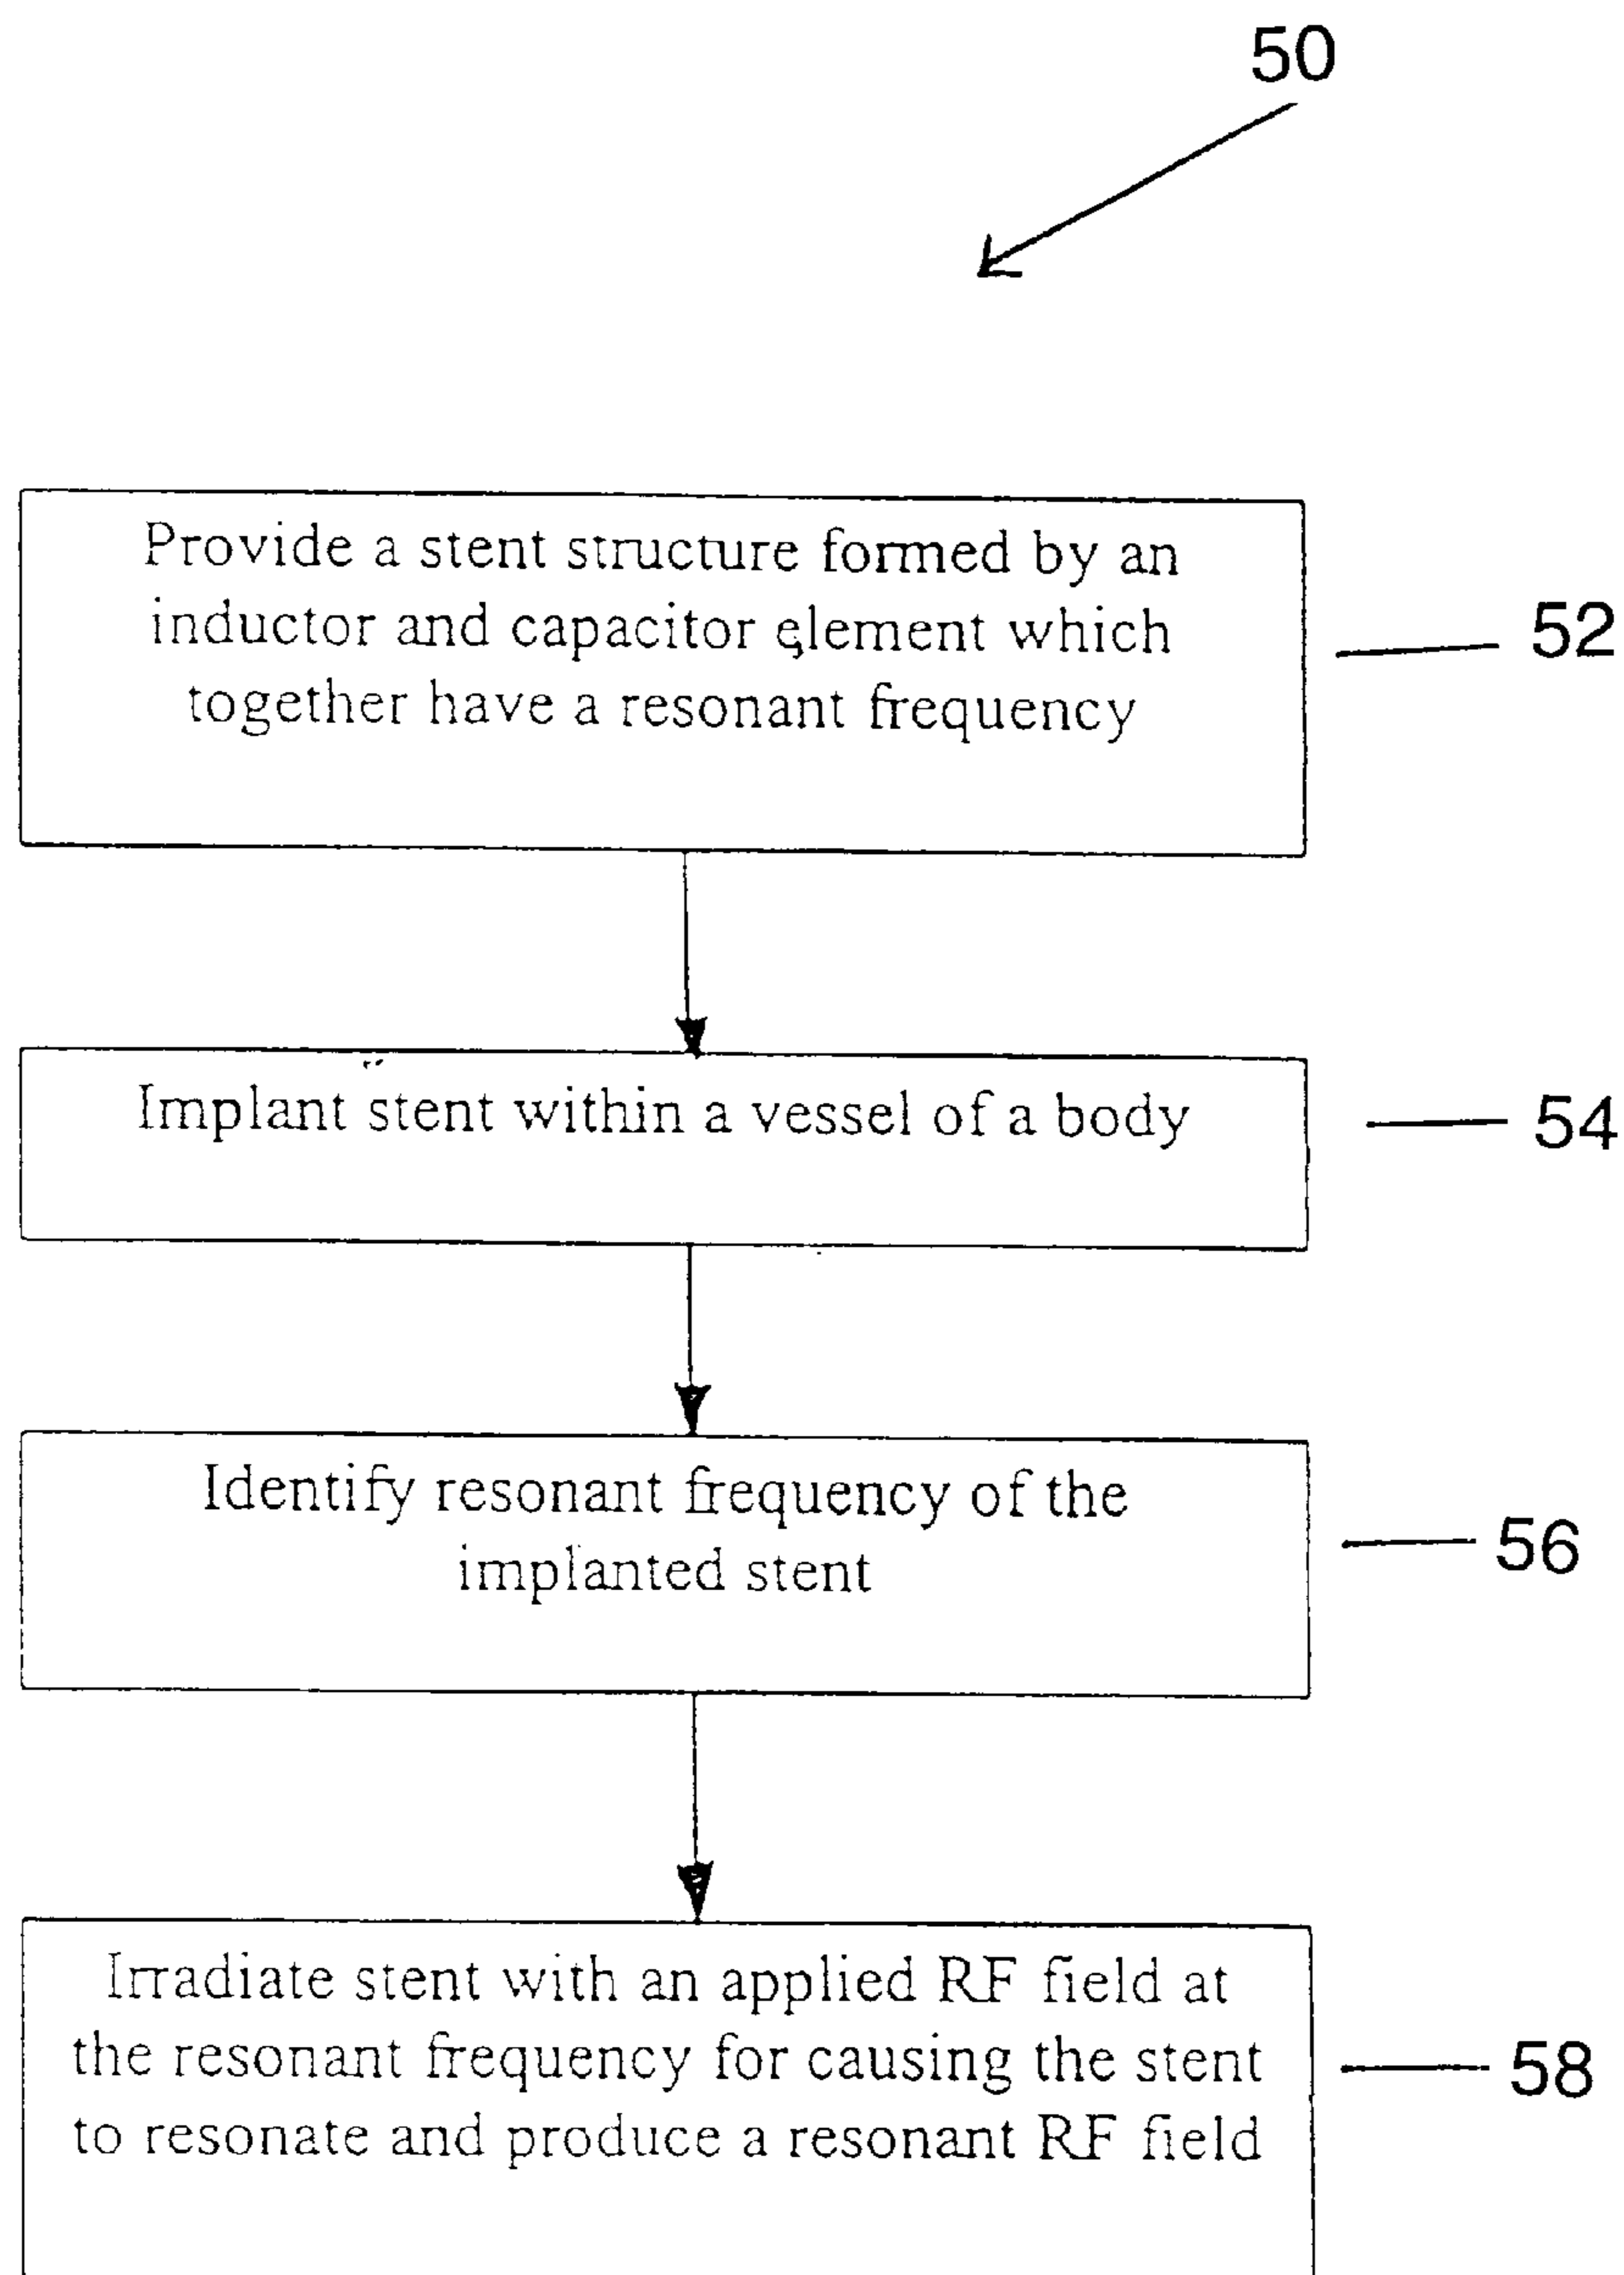 50
Provide a stent structure formed by an
inductor and capacitor element which
together have a resonant frequency
52
Implant stent within a vessel of a body
54
Identify resonant frequency of the
implanted stent
56
Irradiate stent with an applied RF field at
the resonant frequency for causing the stent
to resonate and produce a resonant RF field
58